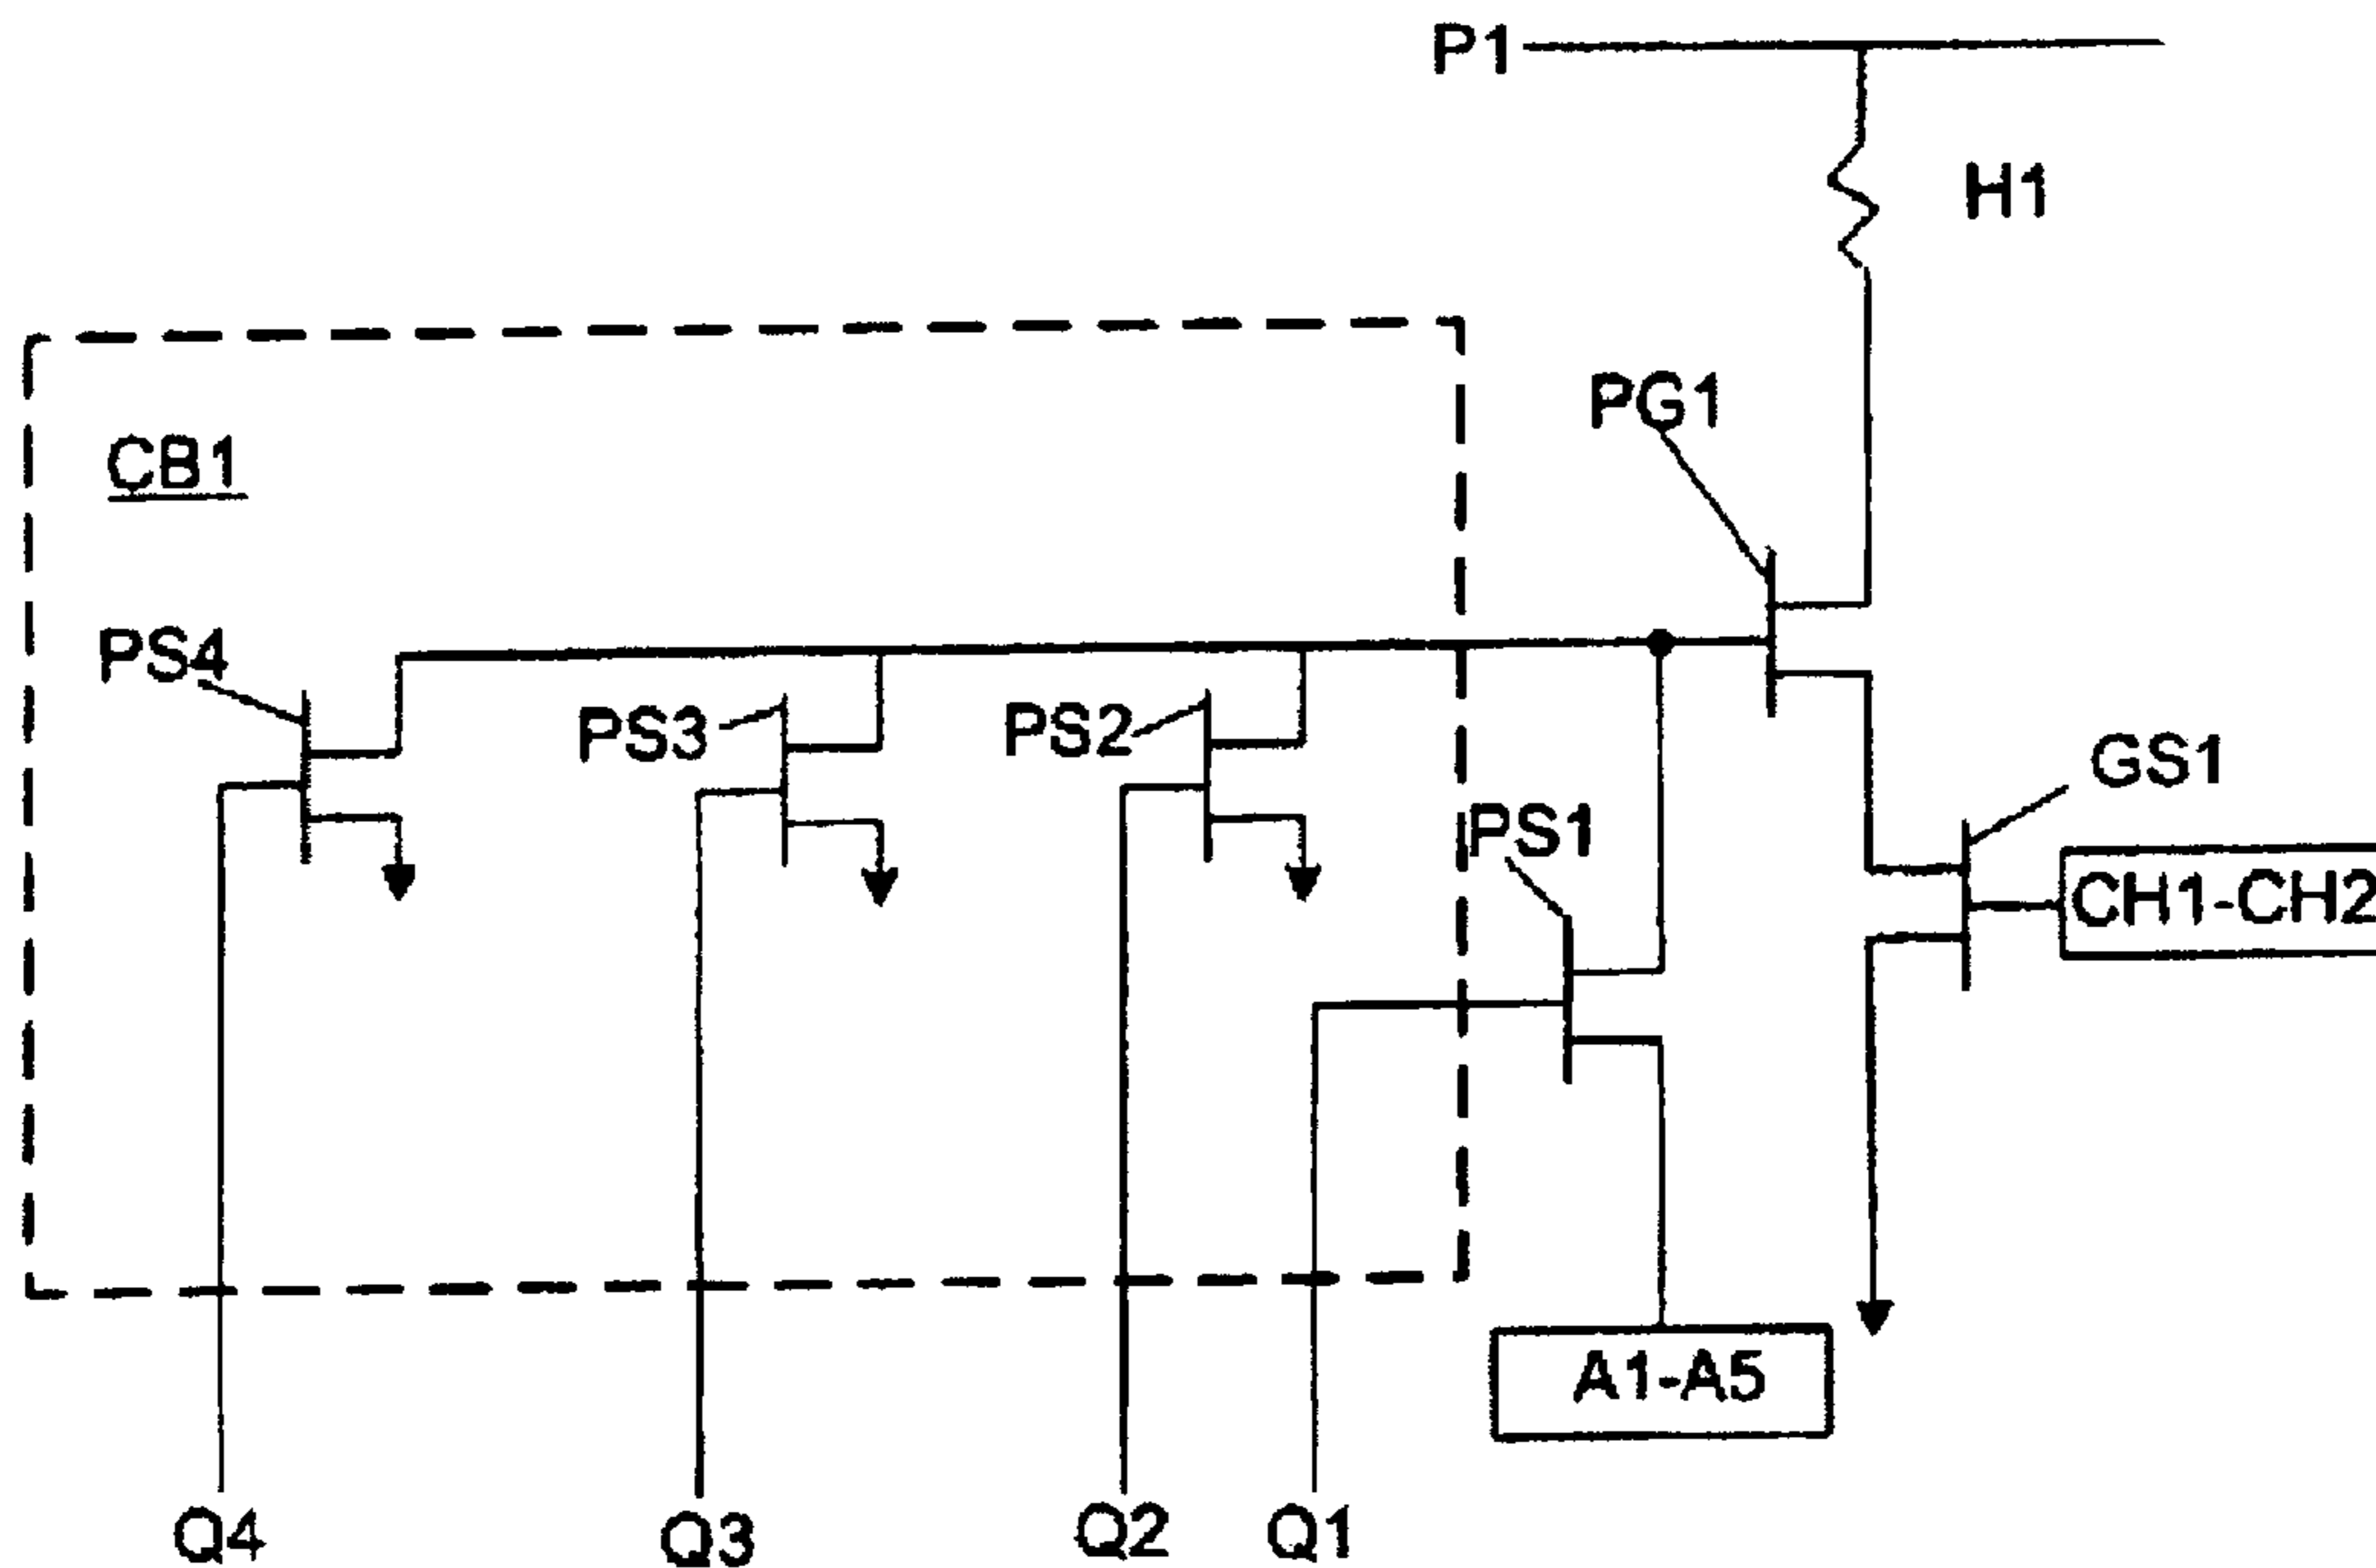 P1
H1
PG1
CB1
PS4
PS3
PS2
GS1
PS1
CH1-CH2
A1-A5
Q4
Q3
Q2
Q1